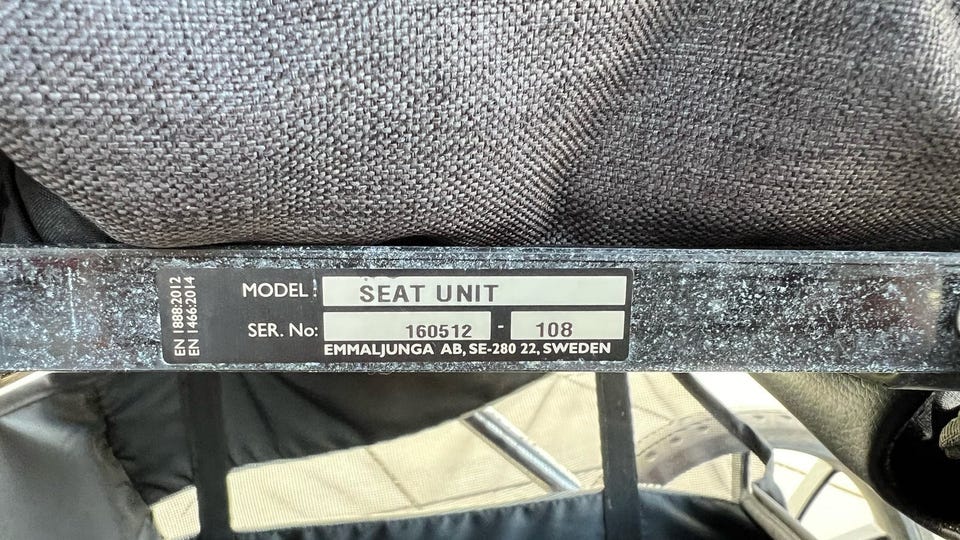 EN 1888:2012
EN 1466:2014
MODEL: SEAT UNIT
SER. No: 160512 - 108
EMMALJUNGA AB, SE-280 22, SWEDEN